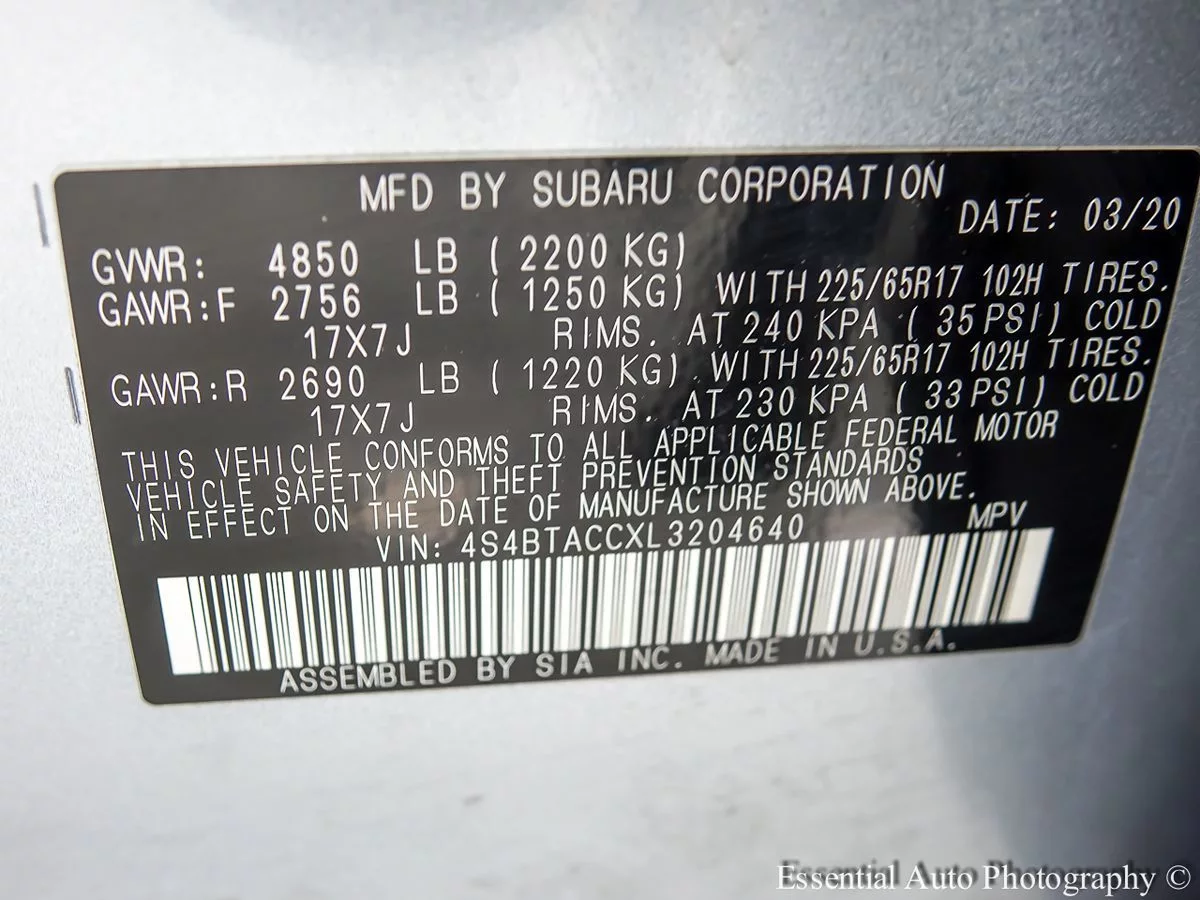 MFD BY SUBARU CORPORATION
DATE: 03/20
GVWR: 4850 LB ( 2200 KG)
GAWR:F 2756 LB ( 1250 KG) WITH 225/65R17 102H TIRES.
17X7J RIMS. AT 240 KPA ( 35 PSI) COLD
GAWR:R 2690 LB ( 1220 KG) WITH 225/65R17 102H TIRES.
17X7J RIMS. AT 230 KPA ( 33 PSI) COLD
THIS VEHICLE CONFORMS TO ALL APPLICABLE FEDERAL MOTOR
VEHICLE SAFETY AND THEFT PREVENTION STANDARDS
IN EFFECT ON THE DATE OF MANUFACTURE SHOWN ABOVE.
VIN: 4S4BTACCXL3204640 MPV
ASSEMBLED BY SIA INC. MADE IN U.S.A.
Essential Auto Photography ©